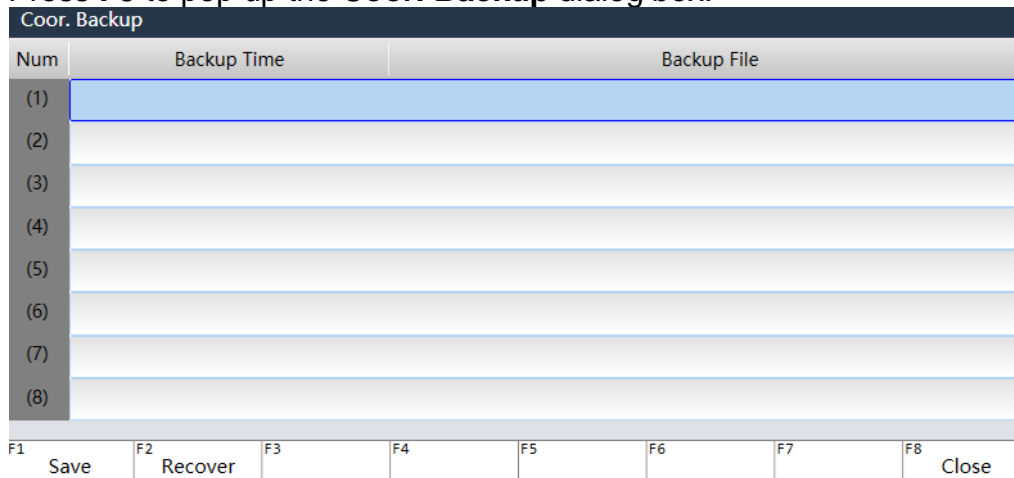 Coor. Backup
Num Backup Time Backup File
(1)
(2)
(3)
(4)
(5)
(6)
(7)
(8)
F1 Save F2 Recover F3 F4 F5 F6 F7 F8 Close